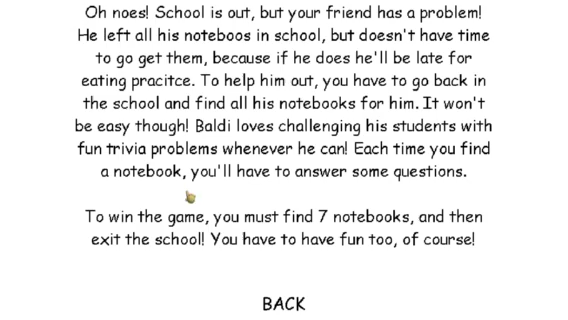 Oh noes! School is out, but your friend has a problem!
He left all his noteboos in school, but doesn't have time
to go get them, because if he does he'll be late for
eating pracitce. To help him out, you have to go back in
the school and find all his notebooks for him. It won't
be easy though! Baldi loves challenging his students with
fun trivia problems whenever he can! Each time you find
a notebook, you'll have to answer some questions.
To win the game, you must find 7 notebooks, and then
exit the school! You have to have fun too, of course!
BACK